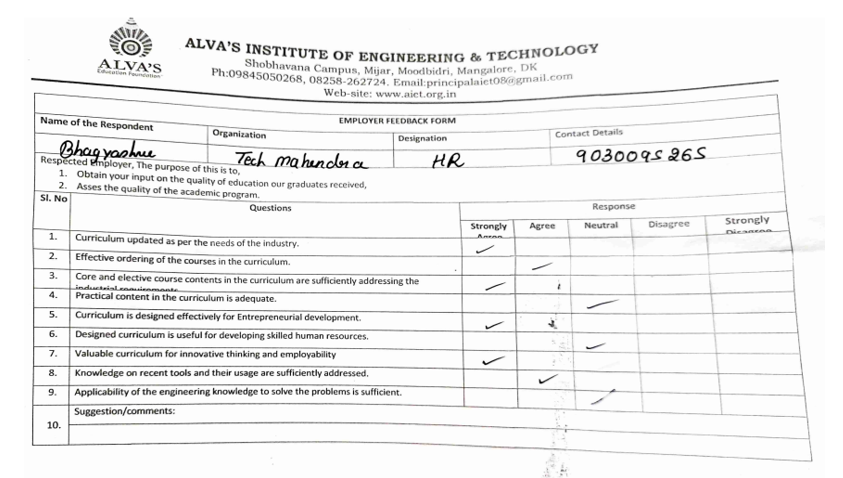 ALVA'S
Education Foundation
ALVA'S INSTITUTE OF ENGINEERING & TECHNOLOGY
Shobhavana Campus, Mijar, Moodbidri, Mangalore, DK
Ph:09845050268, 08258-262724. Email:principalaiet08@gmail.com
Web-site: www.aiet.org.in
EMPLOYER FEEDBACK FORM
Name of the Respondent Organization Designation Contact Details
Bhagyashree Tech Mahendra HR 9030095265
Respected Employer, The purpose of this is to,
1. Obtain your input on the quality of education our graduates received,
2. Asses the quality of the academic program.
Sl. No Questions Response
Strongly Agree Agree Neutral Disagree Strongly Disagree
1. Curriculum updated as per the needs of the industry. ✓
2. Effective ordering of the courses in the curriculum. ✓
3. Core and elective course contents in the curriculum are sufficiently addressing the ✓
industrial requirements
4. Practical content in the curriculum is adequate. ✓
5. Curriculum is designed effectively for Entrepreneurial development. ✓
6. Designed curriculum is useful for developing skilled human resources. ✓
7. Valuable curriculum for innovative thinking and employability ✓
8. Knowledge on recent tools and their usage are sufficiently addressed. ✓
9. Applicability of the engineering knowledge to solve the problems is sufficient. ✓
10. Suggestion/comments: